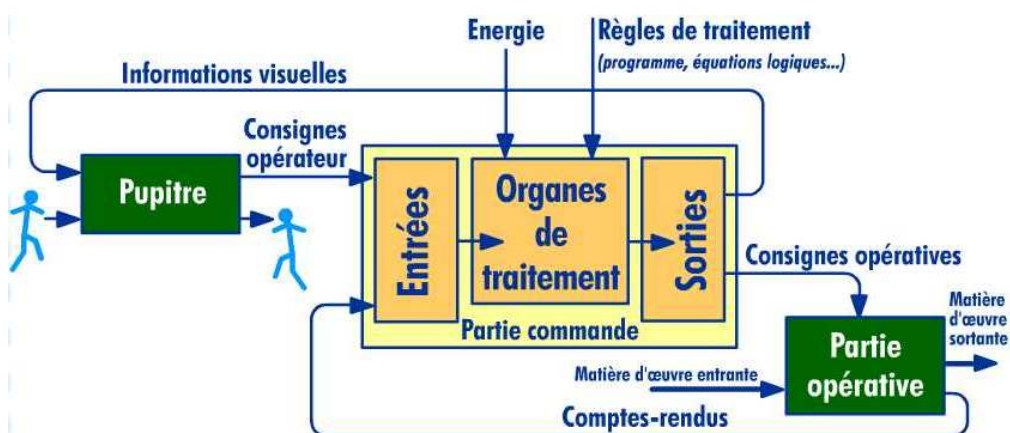 Energie
Règles de traitement
(programme, équations logiques...)
Informations visuelles
Consignes
opérateur
Pupitre
Entrées
Organes
de
traitement
Sorties
Partie commande
Consignes opératives
Matière
d'œuvre
sortante
Partie
opérative
Matière d'œuvre entrante
Comptes-rendus